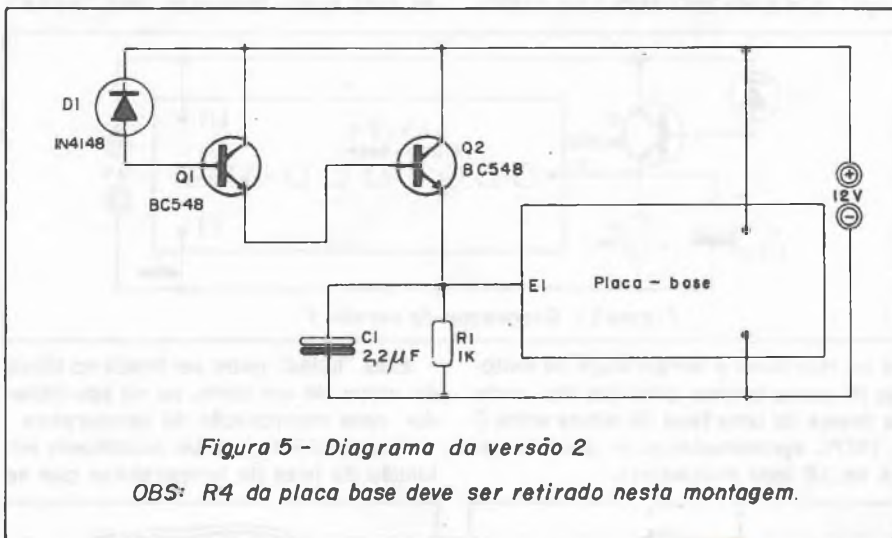 D1
1N4148
Q1
BC548
Q2
BC548
+
12V
-
E1
Placa - base
C1
2,2µF
R1
1K
Figura 5 - Diagrama da versão 2
OBS: R4 da placa base deve ser retirado nesta montagem.